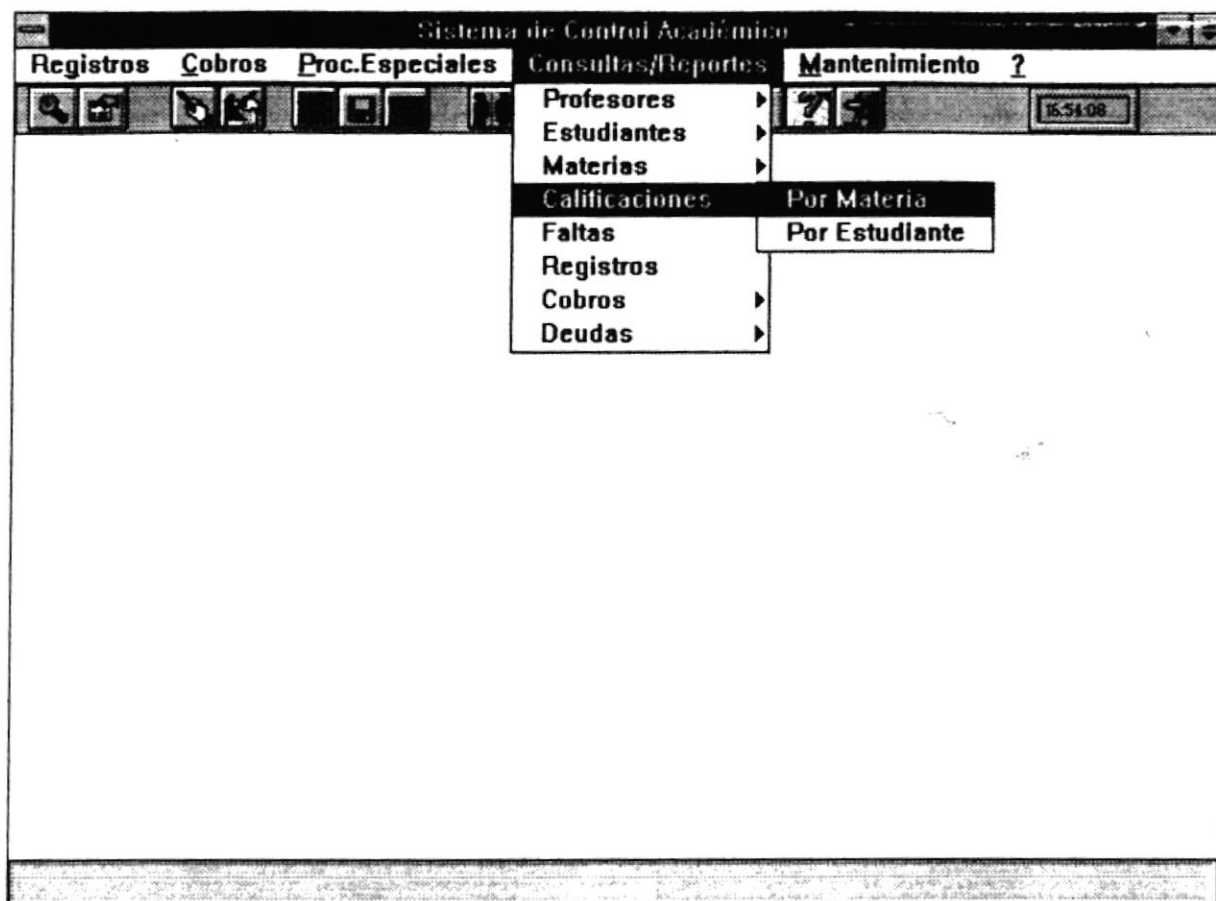 Sistema de Control Académico
Registros Cobros Proc.Especiales Consultas/Reportes Mantenimiento ?
16:54:08
Profesores
Estudiantes
Materias
Calificaciones Por Materia
Faltas Por Estudiante
Registros
Cobros
Deudas